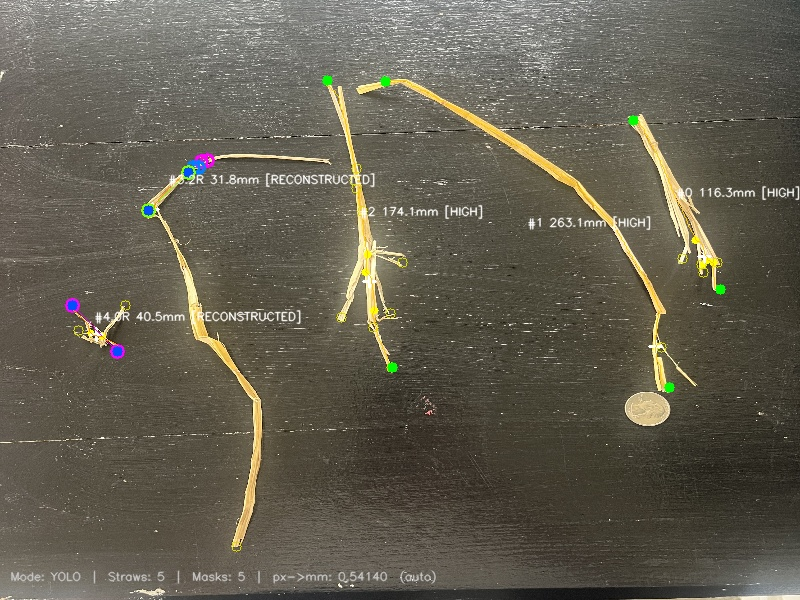 #3.2R 31.8mm [RECONSTRUCTED]
#0 116.3mm [HIGH]
#2 174.1mm [HIGH]
#1 263.1mm [HIGH]
#4.0R 40.5mm [RECONSTRUCTED]
Mode: YOLO | Straws: 5 | Masks: 5 | px->mm: 0.54140 (auto)